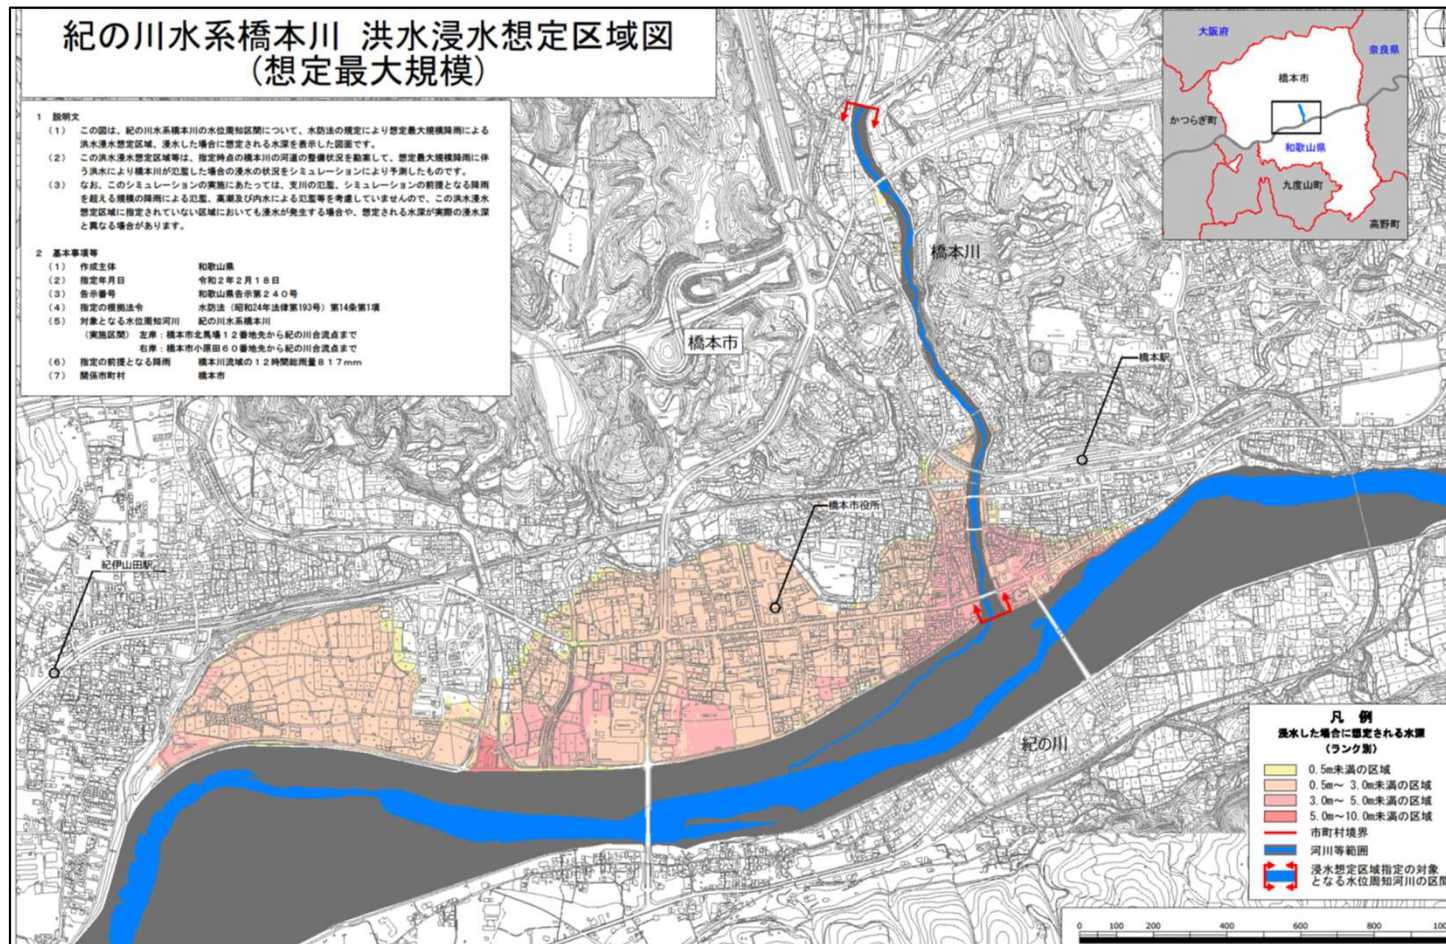 紀の川水系橋本川 洪水浸水想定区域図
(想定最大規模)
1 説明文
(1) この図は、紀の川水系橋本川の水位周知区間について、水防法の規定により想定最大規模降雨による
洪水浸水想定区域、浸水した場合に想定される水深を表示した図面です。
(2) この洪水浸水想定区域等は、指定時点の橋本川の河道の整備状況を勘案して、想定最大規模降雨に伴
う洪水により橋本川が氾濫した場合の浸水の状況をシミュレーションにより予測したものです。
(3) なお、このシミュレーションの実施にあたっては、支川の氾濫、シミュレーションの前提となる降雨
を超える規模の降雨による氾濫、高潮及び内水による氾濫等を考慮していませんので、この洪水浸水
想定区域に指定されていない区域においても浸水が発生する場合や、想定される水深が実際の浸水深
と異なる場合があります。
2 基本事項等
(1) 作成主体 和歌山県
(2) 指定年月日 令和2年2月18日
(3) 告示番号 和歌山県告示第240号
(4) 指定の根拠法令 水防法(昭和24年法律第193号)第14条第1項
(5) 対象となる水位周知河川 紀の川水系橋本川
(実施区間) 左岸:橋本市北馬場12番地先から紀の川合流点まで
右岸:橋本市小原田60番地先から紀の川合流点まで
(6) 指定の前提となる降雨 橋本川流域の12時間総雨量817mm
(7) 関係市町村 橋本市
大阪府
奈良県
橋本市
かつらぎ町
和歌山県
九度山町
高野町
橋本川
橋本市
橋本駅
橋本市役所
紀伊山田駅
紀の川
凡 例
浸水した場合に想定される水深
(ランク別)
0.5m未満の区域
0.5m~ 3.0m未満の区域
3.0m~ 5.0m未満の区域
5.0m~10.0m未満の区域
市町村境界
河川等範囲
浸水想定区域指定の対象
となる水位周知河川の区間
0 100 200 400 600 800